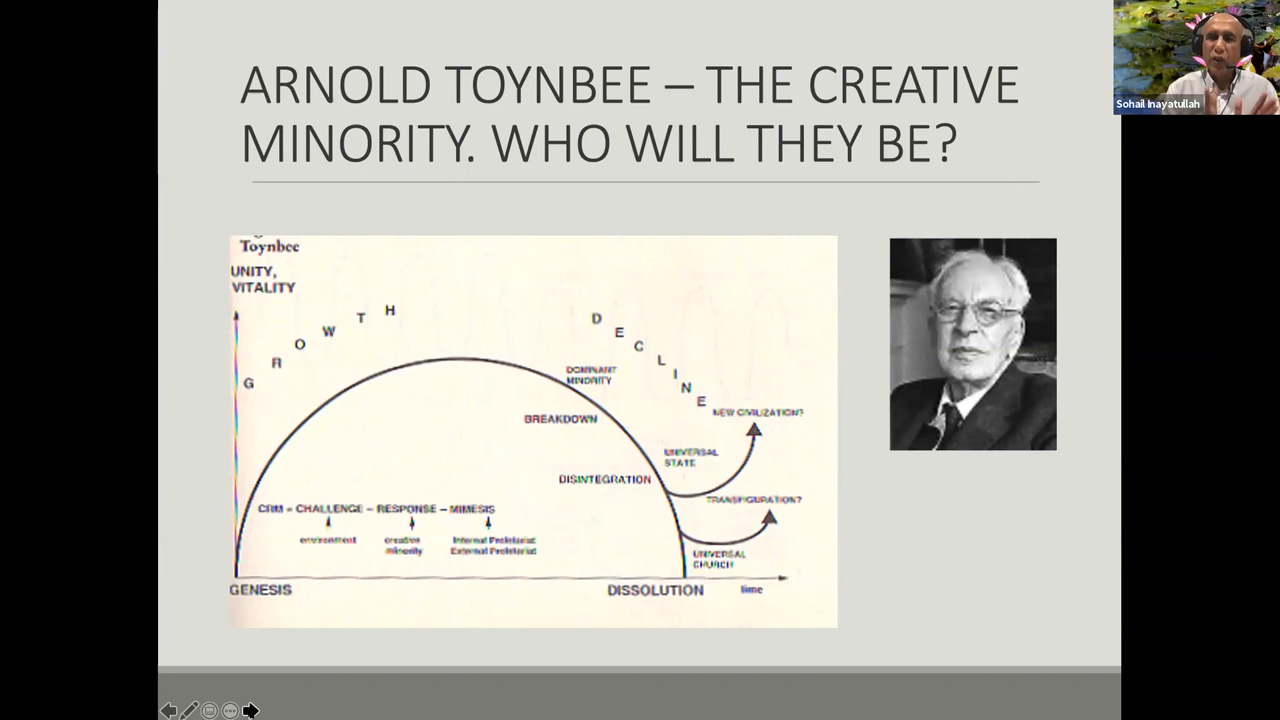 ARNOLD TOYNBEE – THE CREATIVE
MINORITY. WHO WILL THEY BE?
Sohail Inayatullah
Toynbee
UNITY,
VITALITY
GROWTH
DECLINE
DOMINANT
MINORITY
BREAKDOWN
NEW CIVILIZATION?
UNIVERSAL
STATE
DISINTEGRATION
TRANSFIGURATION?
CRM = CHALLENGE – RESPONSE – MIMESIS
environment
creative
minority
Internal Proletariat
External Proletariat
UNIVERSAL
CHURCH
GENESIS
DISSOLUTION
time